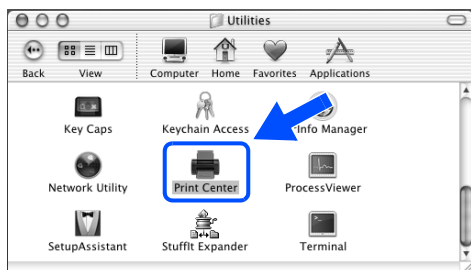 Utilities
Back View Computer Home Favorites Applications
Key Caps Keychain Access Info Manager
Network Utility Print Center ProcessViewer
SetupAssistant StuffIt Expander Terminal